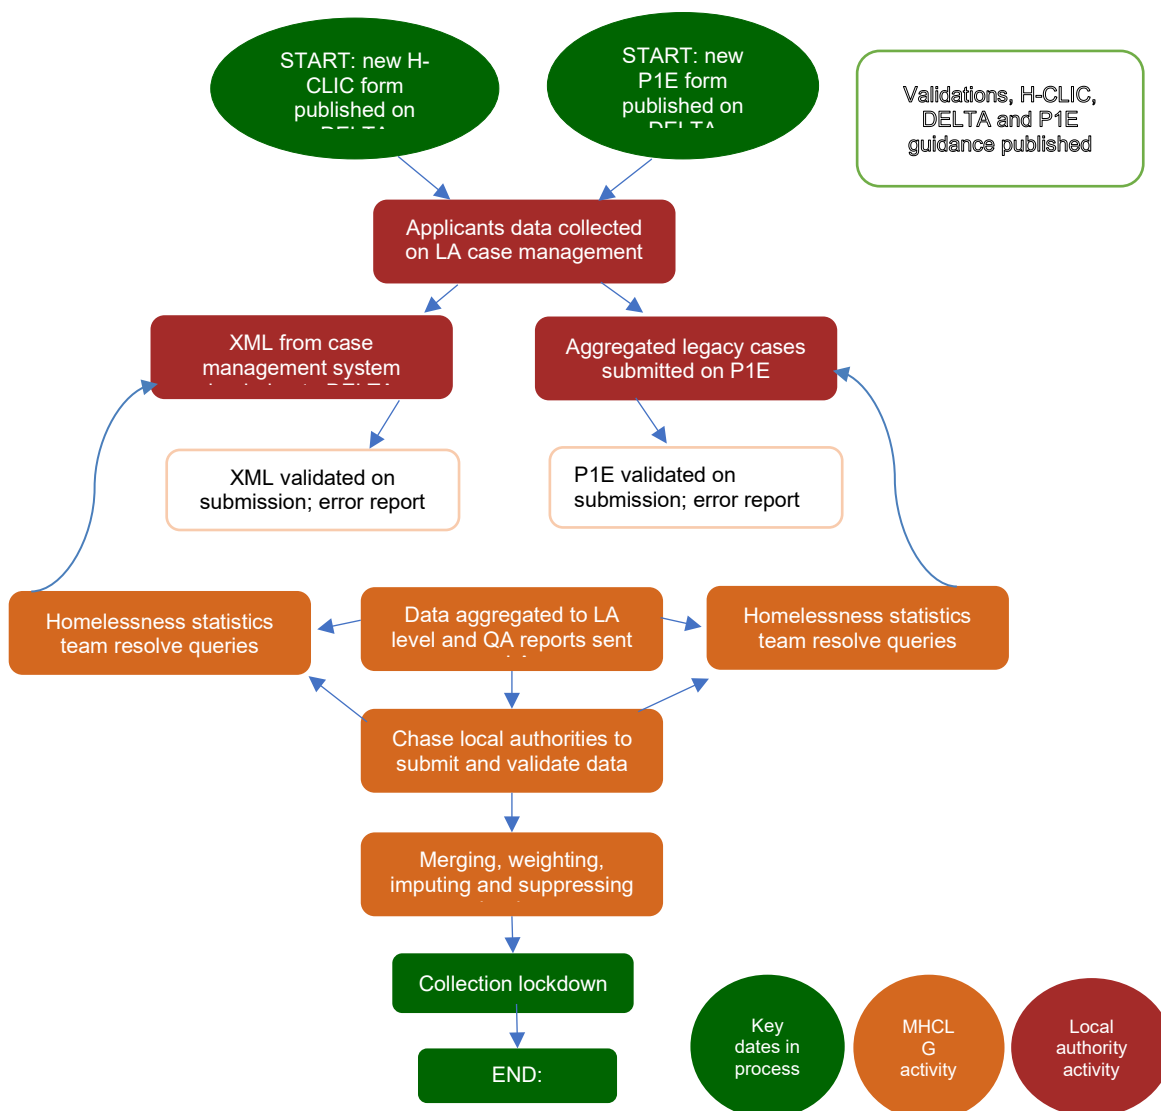 START: new H-
CLIC form
published on
DELTA
START: new
P1E form
published on
DELTA
Validations, H-CLIC,
DELTA and P1E
guidance published
Applicants data collected
on LA case management
XML from case
management system
DELTA
Aggregated legacy cases
submitted on P1E
XML validated on
submission; error report
P1E validated on
submission; error report
Homelessness statistics
team resolve queries
Data aggregated to LA
level and QA reports sent
Homelessness statistics
team resolve queries
Chase local authorities to
submit and validate data
Merging, weighting,
imputing and suppressing
Collection lockdown
END:
Key
dates in
process
MHCL
G
activity
Local
authority
activity